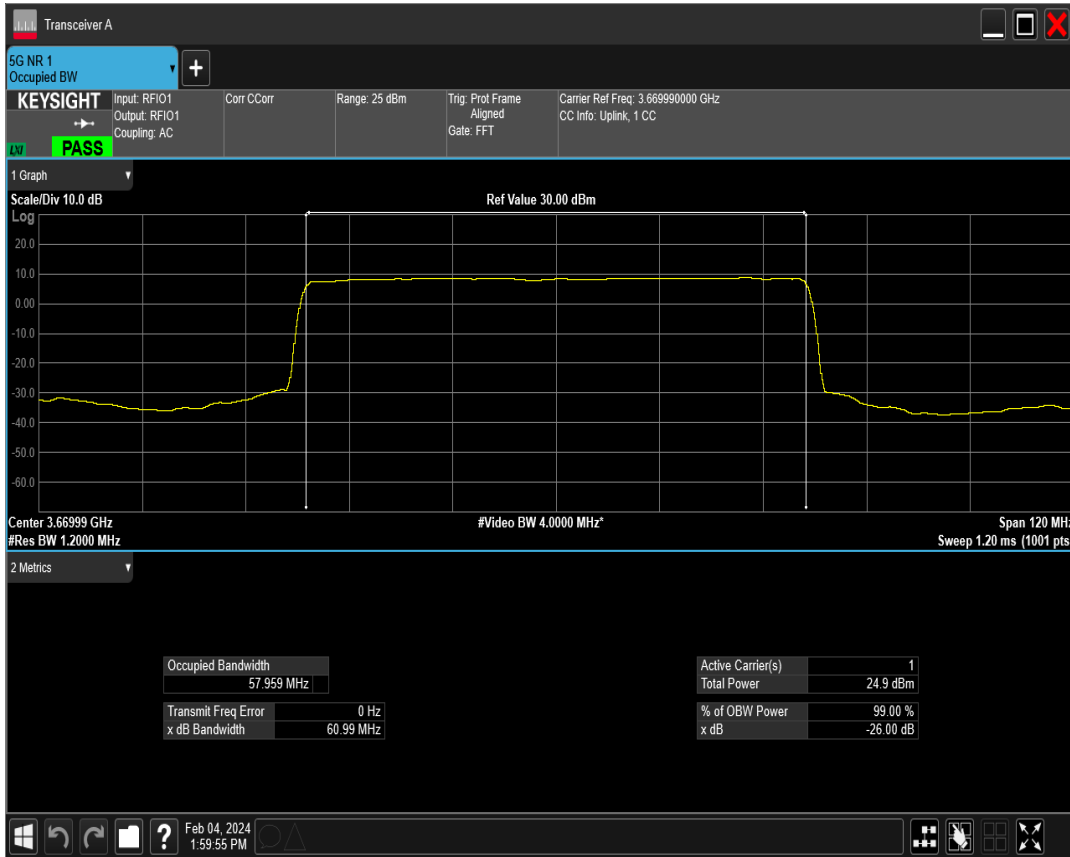 Transceiver A
5G NR 1
Occupied BW
KEYSIGHT
LXI
PASS
Input: RFIO1
Output: RFIO1
Coupling: AC
Corr CCorr
Range: 25 dBm
Trig: Prot Frame
Aligned
Gate: FFT
Carrier Ref Freq: 3.669990000 GHz
CC Info: Uplink, 1 CC
1 Graph
Scale/Div 10.0 dB
Ref Value 30.00 dBm
Log
20.0
10.0
0.00
-10.0
-20.0
-30.0
-40.0
-50.0
-60.0
Center 3.66999 GHz
#Video BW 4.0000 MHz*
Span 120 MHz
#Res BW 1.2000 MHz
Sweep 1.20 ms (1001 pts
2 Metrics
Occupied Bandwidth
57.959 MHz
Transmit Freq Error 0 Hz
x dB Bandwidth 60.99 MHz
Active Carrier(s) 1
Total Power 24.9 dBm
% of OBW Power 99.00 %
x dB -26.00 dB
?
Feb 04, 2024
1:59:55 PM